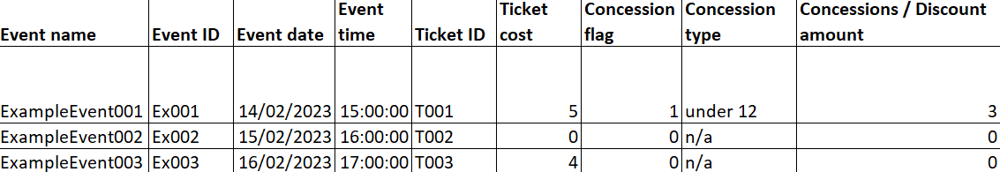 Event name Event ID Event date Event time Ticket ID Ticket cost Concession flag Concession type Concessions / Discount amount
ExampleEvent001 Ex001 14/02/2023 15:00:00 T001 5 1 under 12 3
ExampleEvent002 Ex002 15/02/2023 16:00:00 T002 0 0 n/a 0
ExampleEvent003 Ex003 16/02/2023 17:00:00 T003 4 0 n/a 0